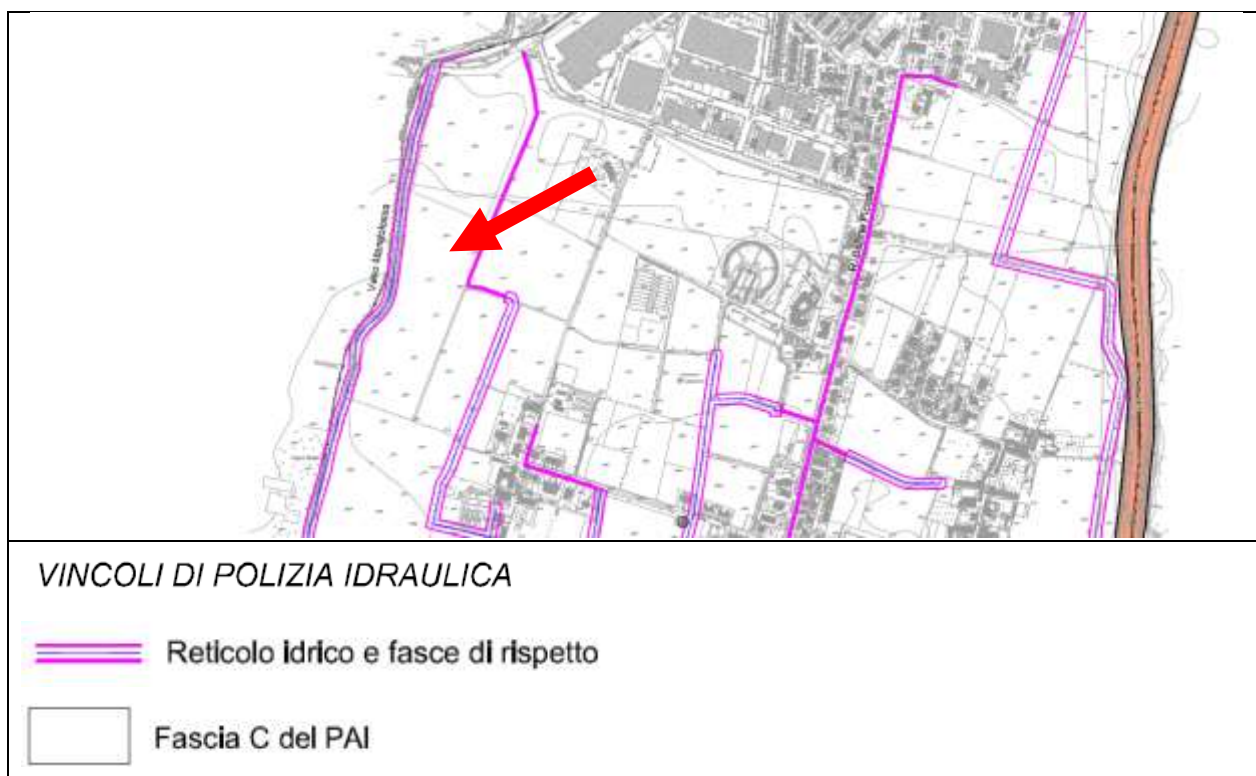 VINCOLI DI POLIZIA IDRAULICA
Reticolo idrico e fasce di rispetto
Fascia C del PAI